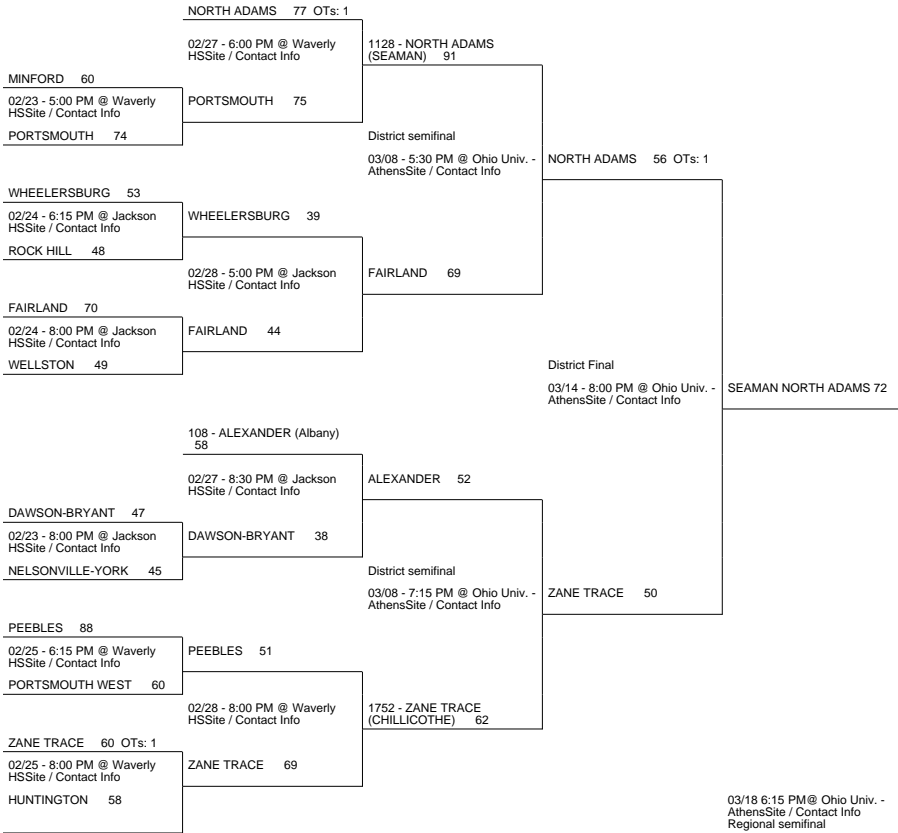 NORTH ADAMS 77 OTs: 1
02/27 - 6:00 PM @ Waverly
HSSite / Contact Info
1128 - NORTH ADAMS
(SEAMAN) 91
MINFORD 60
02/23 - 5:00 PM @ Waverly
HSSite / Contact Info
PORTSMOUTH 75
PORTSMOUTH 74
District semifinal
03/08 - 5:30 PM @ Ohio Univ. -
AthensSite / Contact Info
NORTH ADAMS 56 OTs: 1
WHEELERSBURG 53
02/24 - 6:15 PM @ Jackson
HSSite / Contact Info
WHEELERSBURG 39
ROCK HILL 48
02/28 - 5:00 PM @ Jackson
HSSite / Contact Info
FAIRLAND 69
FAIRLAND 70
02/24 - 8:00 PM @ Jackson
HSSite / Contact Info
FAIRLAND 44
WELLSTON 49
District Final
03/14 - 8:00 PM @ Ohio Univ. -
AthensSite / Contact Info
SEAMAN NORTH ADAMS 72
108 - ALEXANDER (Albany)
58
02/27 - 8:30 PM @ Jackson
HSSite / Contact Info
ALEXANDER 52
DAWSON-BRYANT 47
02/23 - 8:00 PM @ Jackson
HSSite / Contact Info
DAWSON-BRYANT 38
NELSONVILLE-YORK 45
District semifinal
03/08 - 7:15 PM @ Ohio Univ. -
AthensSite / Contact Info
ZANE TRACE 50
PEEBLES 88
02/25 - 6:15 PM @ Waverly
HSSite / Contact Info
PEEBLES 51
PORTSMOUTH WEST 60
02/28 - 8:00 PM @ Waverly
HSSite / Contact Info
1752 - ZANE TRACE
(CHILLICOTHE) 62
ZANE TRACE 60 OTs: 1
02/25 - 8:00 PM @ Waverly
HSSite / Contact Info
ZANE TRACE 69
HUNTINGTON 58
03/18 6:15 PM@ Ohio Univ. -
AthensSite / Contact Info
Regional semifinal